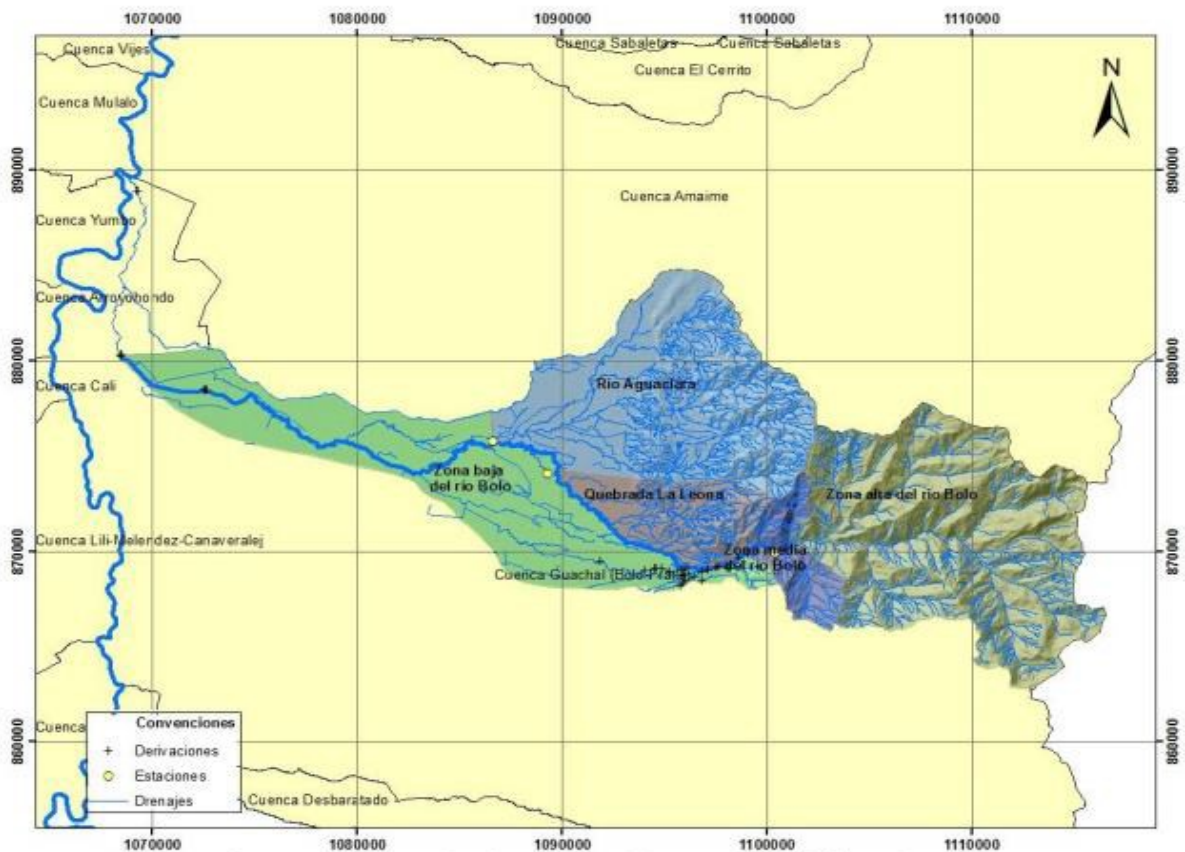 1070000 1080000 1090000 1100000 1110000
Cuenca Vijes
Cuenca Sabaletas
Cuenca Sabaletas
Cuenca El Cerrito
N
Cuenca Mulalo
890000
890000
Cuenca Amaime
Cuenca Yumbo
Cuenca Arroyohondo
880000
880000
Cuenca Cali
Rio Aguaclara
Zona baja
del rio Bolo
Quebrada La Leona
Zona alta del rio Bolo
Cuenca Lili-Melendez-Canaveralej
870000
870000
Zona media
del rio Bolo
Cuenca Guachal (Bolo-
860000
860000
Cuenca
Convenciones
Derivaciones
Estaciones
Drenajes
Cuenca Desbaratado
1070000 1080000 1090000 1100000 1110000